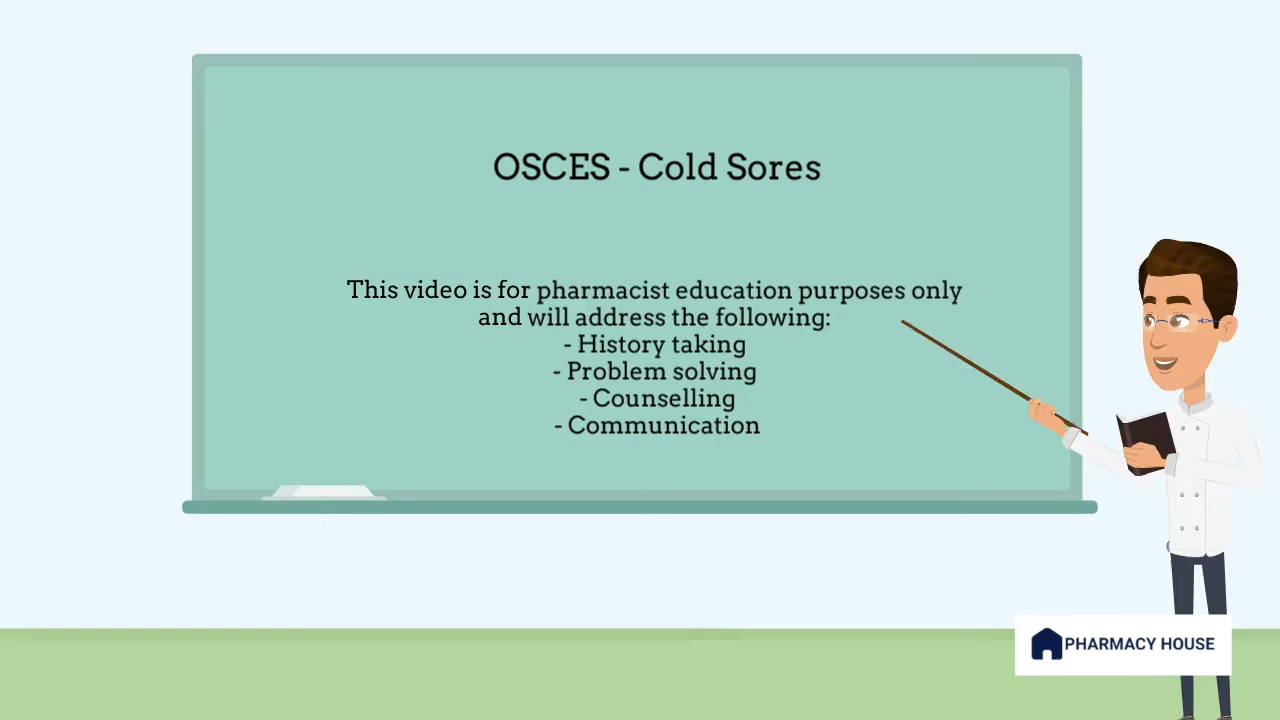 OSCES - Cold Sores
This video is for pharmacist education purposes only
and will address the following:
- History taking
- Problem solving
- Counselling
- Communication
PHARMACY HOUSE